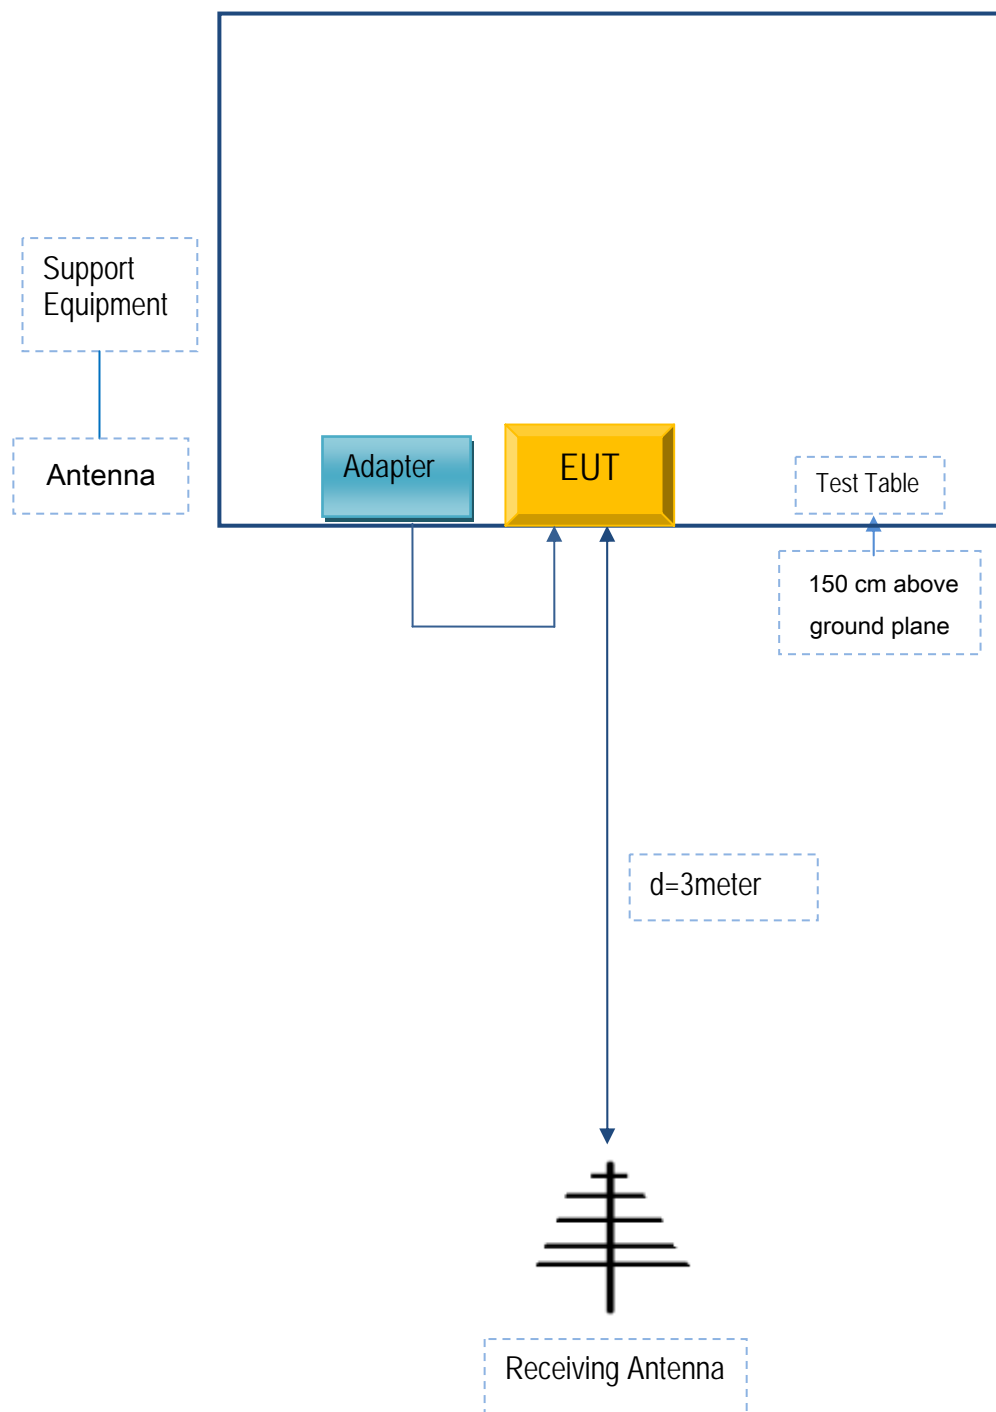 Support
Equipment
Antenna
Adapter
EUT
Test Table
150 cm above
ground plane
d=3meter
Receiving Antenna